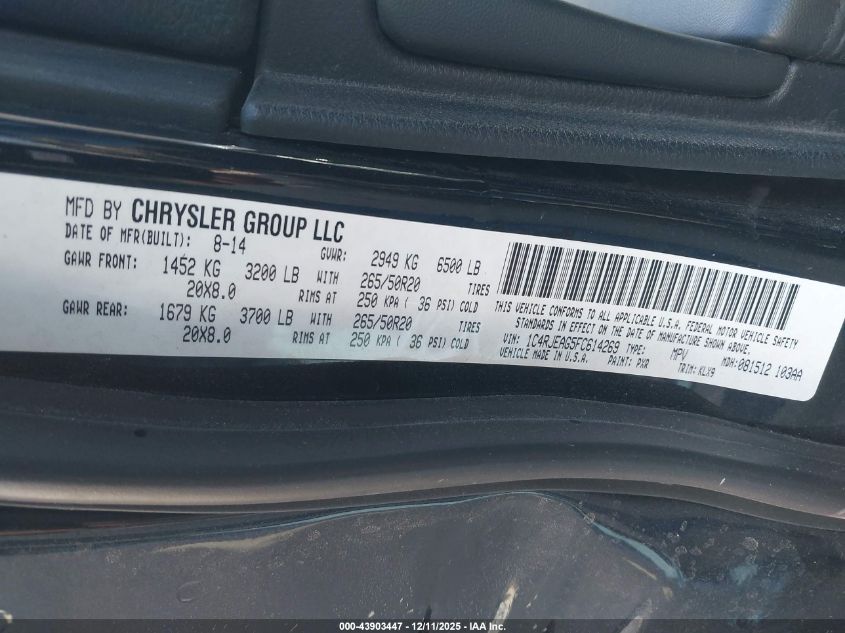 MFD BY CHRYSLER GROUP LLC
DATE OF MFR(BUILT): 8-14 GVWR: 2949 KG 6500 LB
GAWR FRONT: 1452 KG 3200 LB WITH 265/50R20 TIRES
20X8.0 RIMS AT 250 KPA ( 36 PSI) COLD
GAWR REAR: 1679 KG 3700 LB WITH 265/50R20 TIRES
20X8.0 RIMS AT 250 KPA ( 36 PSI) COLD
THIS VEHICLE CONFORMS TO ALL APPLICABLE U.S.A. FEDERAL MOTOR VEHICLE SAFETY
STANDARDS IN EFFECT ON THE DATE OF MANUFACTURE SHOWN ABOVE.
VIN: 1C4RJEAG5FC614269 TYPE: MPV MDH:081512 103AA
VEHICLE MADE IN U.S.A. PAINT: PXR TRIM: KLX9
000-43903447 - 12/11/2025 - IAA Inc.